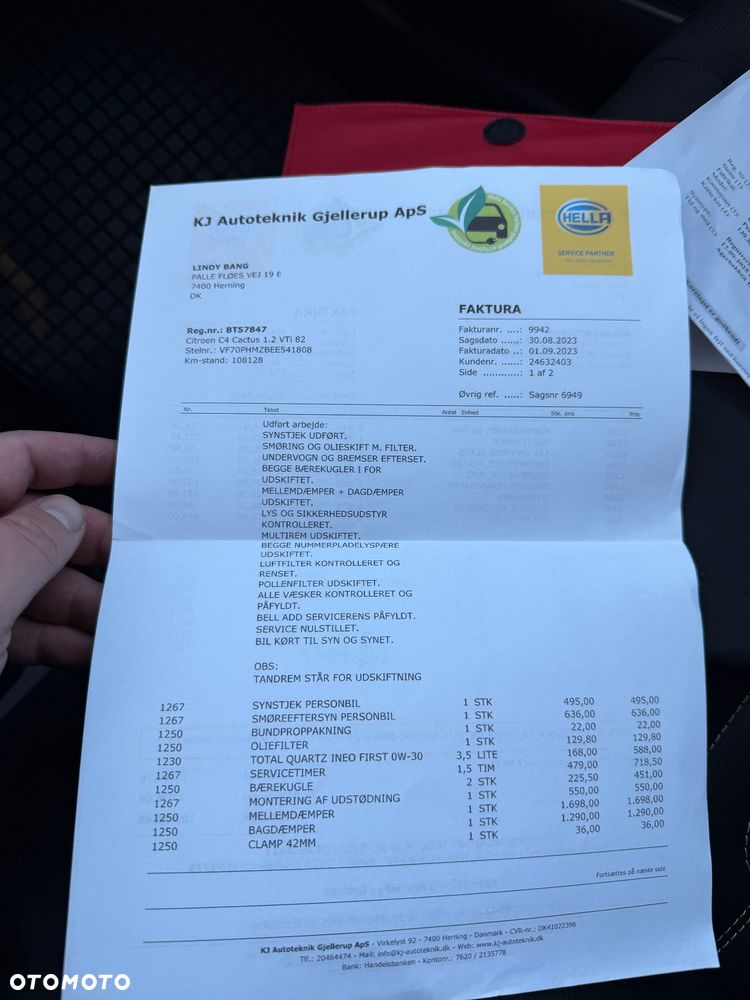 KJ Autoteknik Gjellerup ApS
HELLA
SERVICE PARTNER
LINDY BANG
PALLE FLØES VEJ 19 E
7400 Herning
DK
FAKTURA
Reg.nr.: BT57847
Citroen C4 Cactus 1.2 VTi 82
Stelnr.: VF70PHMZBEE541808
Km-stand: 108128
Fakturanr. ....: 9942
Sagsdato ......: 30.08.2023
Fakturadato ..: 01.09.2023
Kundenr. ......: 24632403
Side ............: 1 af 2
Øvrig ref. ......: Sagsnr 6949
Nr. Tekst Antal Enhed Stk. pris Pris
Udført arbejde:
SYNSTJEK UDFØRT.
SMØRING OG OLIESKIFT M. FILTER.
UNDERVOGN OG BREMSER EFTERSET.
BEGGE BÆREKUGLER I FOR
UDSKIFTET.
MELLEMDÆMPER + DAGDÆMPER
UDSKIFTET.
LYS OG SIKKERHEDSUDSTYR
KONTROLLERET.
MULTIREM UDSKIFTET.
BEGGE NUMMERPLADELYSPÆRE
UDSKIFTET.
LUFTFILTER KONTROLLERET OG
RENSET.
POLLENFILTER UDSKIFTET.
ALLE VÆSKER KONTROLLERET OG
PÅFYLDT.
BELL ADD SERVICERENS PÅFYLDT.
SERVICE NULSTILLET.
BIL KØRT TIL SYN OG SYNET.
OBS:
TANDREM STÅR FOR UDSKIFTNING
1267 SYNSTJEK PERSONBIL 1 STK 495,00 495,00
1267 SMØREEFTERSYN PERSONBIL 1 STK 636,00 636,00
1250 BUNDPROPPAKNING 1 STK 22,00 22,00
1250 OLIEFILTER 1 STK 129,80 129,80
1230 TOTAL QUARTZ INEO FIRST 0W-30 3,5 LITE 168,00 588,00
1267 SERVICETIMER 1,5 TIM 479,00 718,50
1250 BÆREKUGLE 2 STK 225,50 451,00
1267 MONTERING AF UDSTØDNING 1 STK 550,00 550,00
1250 MELLEMDÆMPER 1 STK 1.698,00 1.698,00
1250 BAGDÆMPER 1 STK 1.290,00 1.290,00
1250 CLAMP 42MM 1 STK 36,00 36,00
Fortsættes på næste side
KJ Autoteknik Gjellerup ApS - Virkelyst 92 - 7400 Herning - Danmark - CVR-nr.: DK41022396
Tlf.: 20464474 - Mail: info@kj-autoteknik.dk - Web: www.kj-autoteknik.dk
Bank: Handelsbanken - Kontonr.: 7620 / 2135778
OTOMOTO